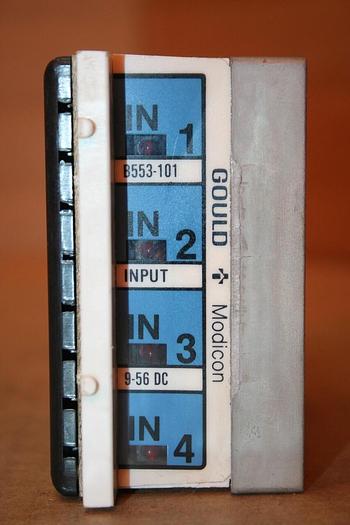 IN 1
B553-101
IN 2
INPUT
IN 3
9-56 DC
IN 4
GOULD
Modicon